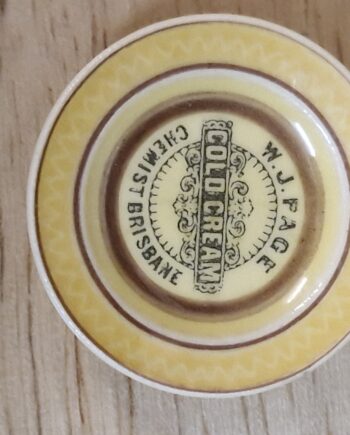 W. J. PAGE
COLD CREAM
CHEMIST BRISBANE